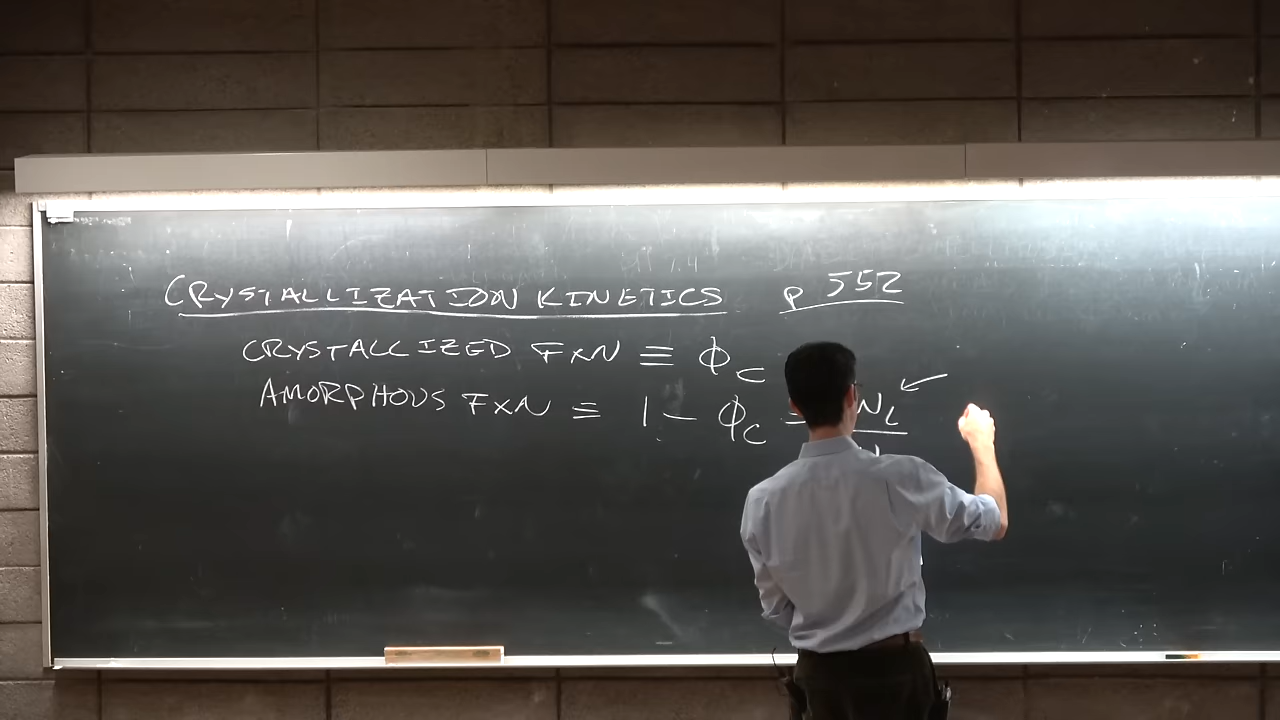 CRYSTALLIZATION KINETICS p 552
CRYSTALLIZED FXN ≡ ϕc
AMORPHOUS FXN ≡ 1 - ϕc = NL